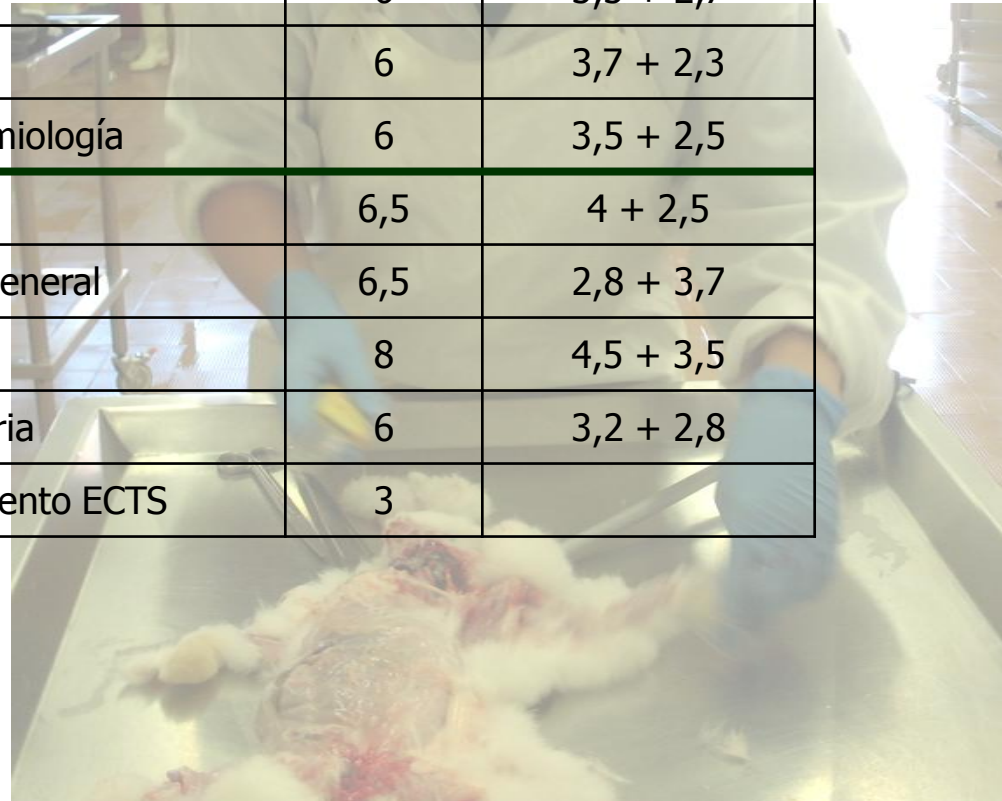 6 3,7 + 2,3
miología 6 3,5 + 2,5
6,5 4 + 2,5
eneral 6,5 2,8 + 3,7
8 4,5 + 3,5
ria 6 3,2 + 2,8
ento ECTS 3